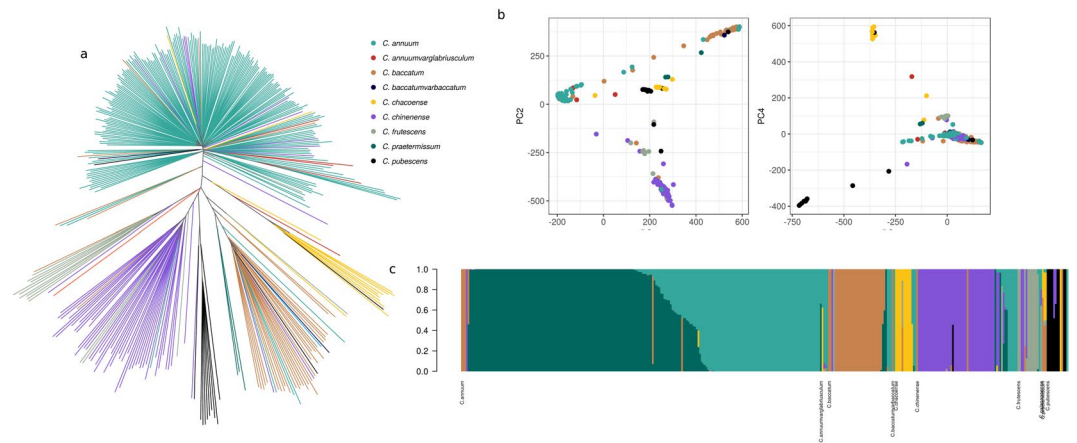 a
C. annuum
C. annuumvarglabriusculum
C. baccatum
C. baccatumvarbaccatum
C. chacoense
C. chinenense
C. frutescens
C. praetermissum
C. pubescens
b
PC2
250
0
-250
-500
-200
0
200
400
600
PC4
600
400
200
0
-200
-400
-750
-500
-250
0
c
1.0
0.8
0.6
0.4
0.2
0.0
C.annuum
C.annuumvarglabriusculum
C.baccatum
C.baccatumvarbaccatum
C.chacoense
C.chinenense
C.frutescens
C.pubescens